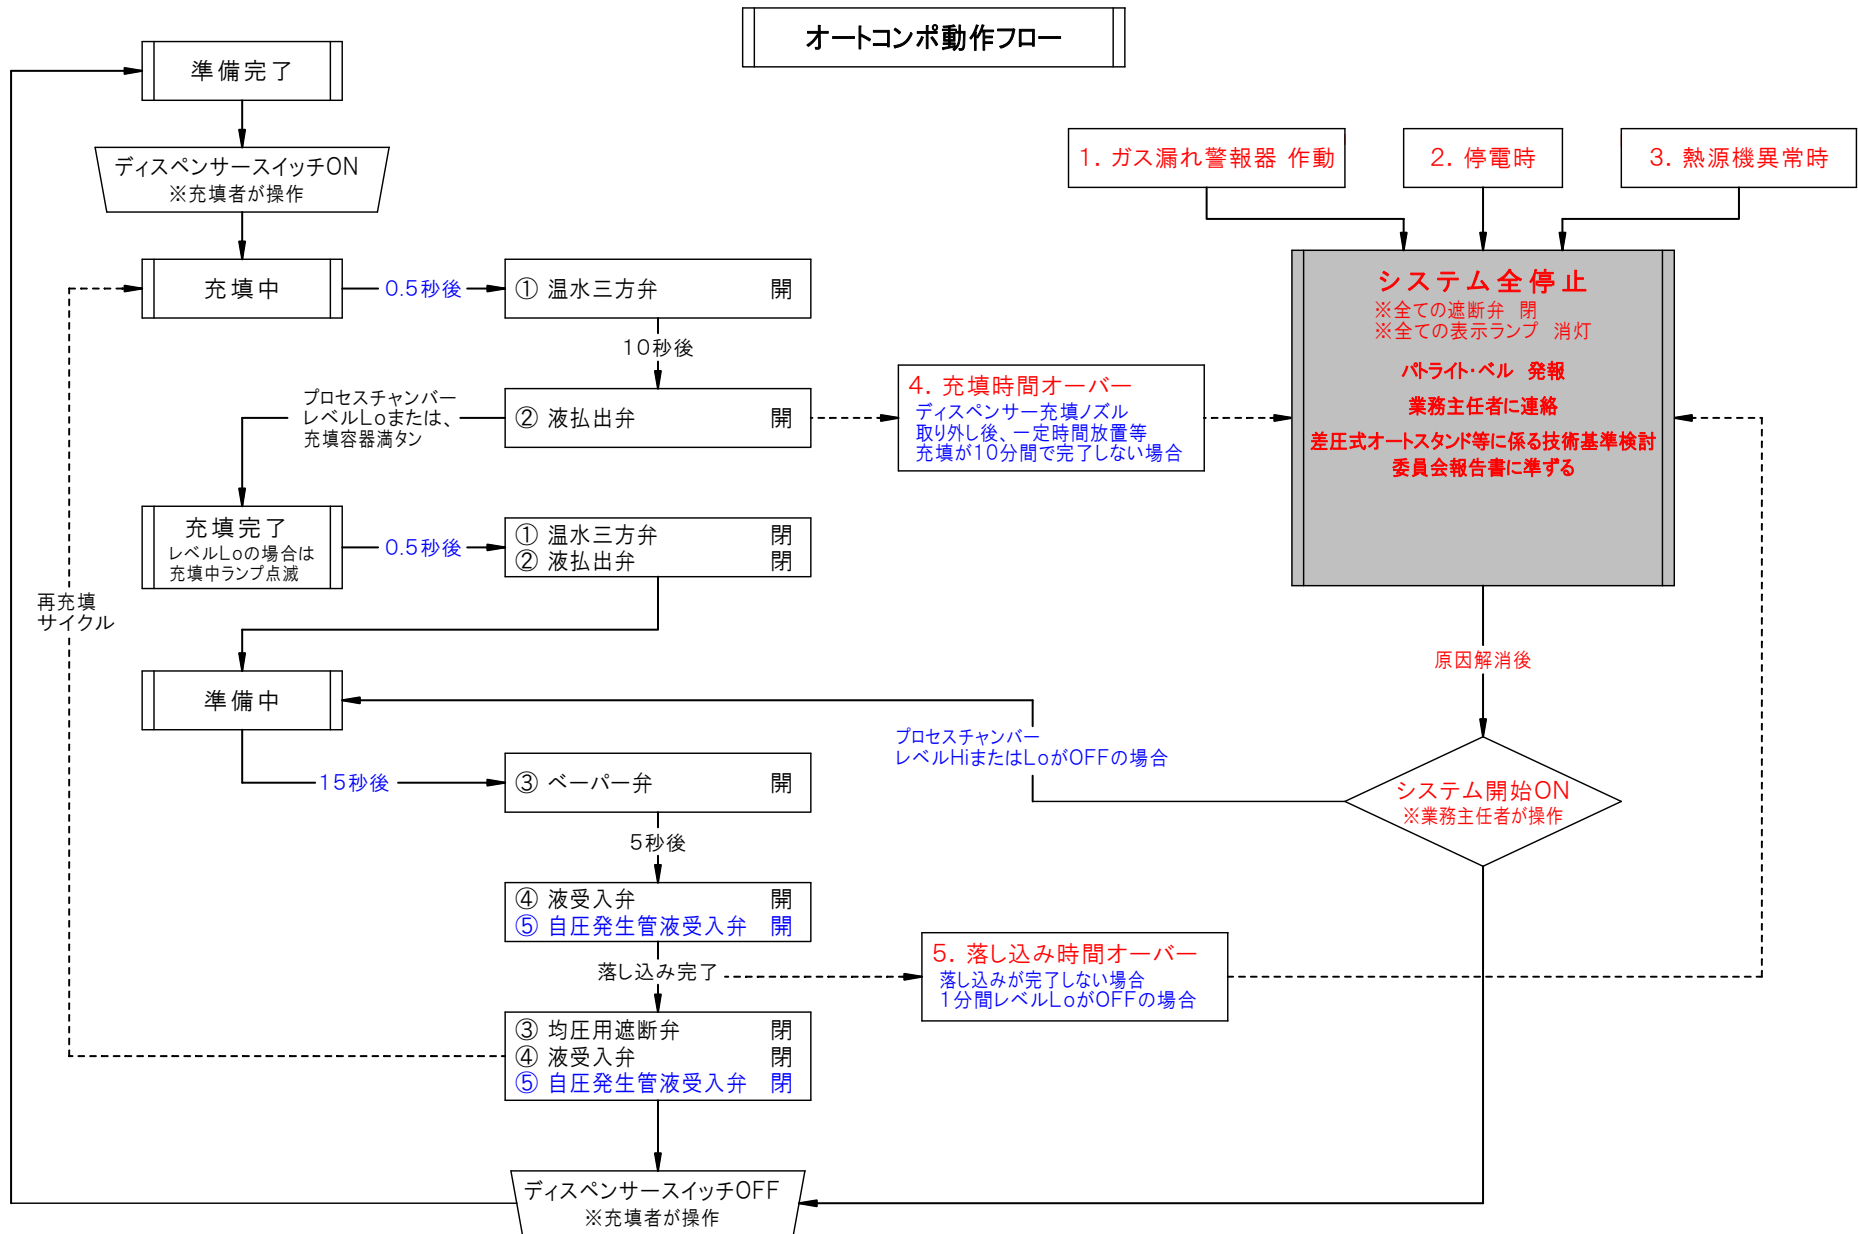 オートコンポ動作フロー
準備完了
ディスペンサースイッチON
※充填者が操作
充填中
0.5秒後
① 温水三方弁 開
10秒後
② 液払出弁 開
プロセスチャンバー
レベルLoまたは、
充填容器満タン
充填完了
レベルLoの場合は
充填中ランプ点滅
0.5秒後
① 温水三方弁 閉
② 液払出弁 閉
再充填
サイクル
準備中
15秒後
③ ベーパー弁 開
5秒後
④ 液受入弁 開
⑤ 自圧発生管液受入弁 開
落し込み完了
③ 均圧用遮断弁 閉
④ 液受入弁 閉
⑤ 自圧発生管液受入弁 閉
ディスペンサースイッチOFF
※充填者が操作
1. ガス漏れ警報器 作動
2. 停電時
3. 熱源機異常時
4. 充填時間オーバー
ディスペンサー充填ノズル
取り外し後、一定時間放置等
充填が10分間で完了しない場合
システム全停止
※全ての遮断弁 閉
※全ての表示ランプ 消灯
パトライト・ベル 発報
業務主任者に連絡
差圧式オートスタンド等に係る技術基準検討
委員会報告書に準ずる
原因解消後
プロセスチャンバー
レベルHiまたはLoがOFFの場合
システム開始ON
※業務主任者が操作
5. 落し込み時間オーバー
落し込みが完了しない場合
1分間レベルLoがOFFの場合